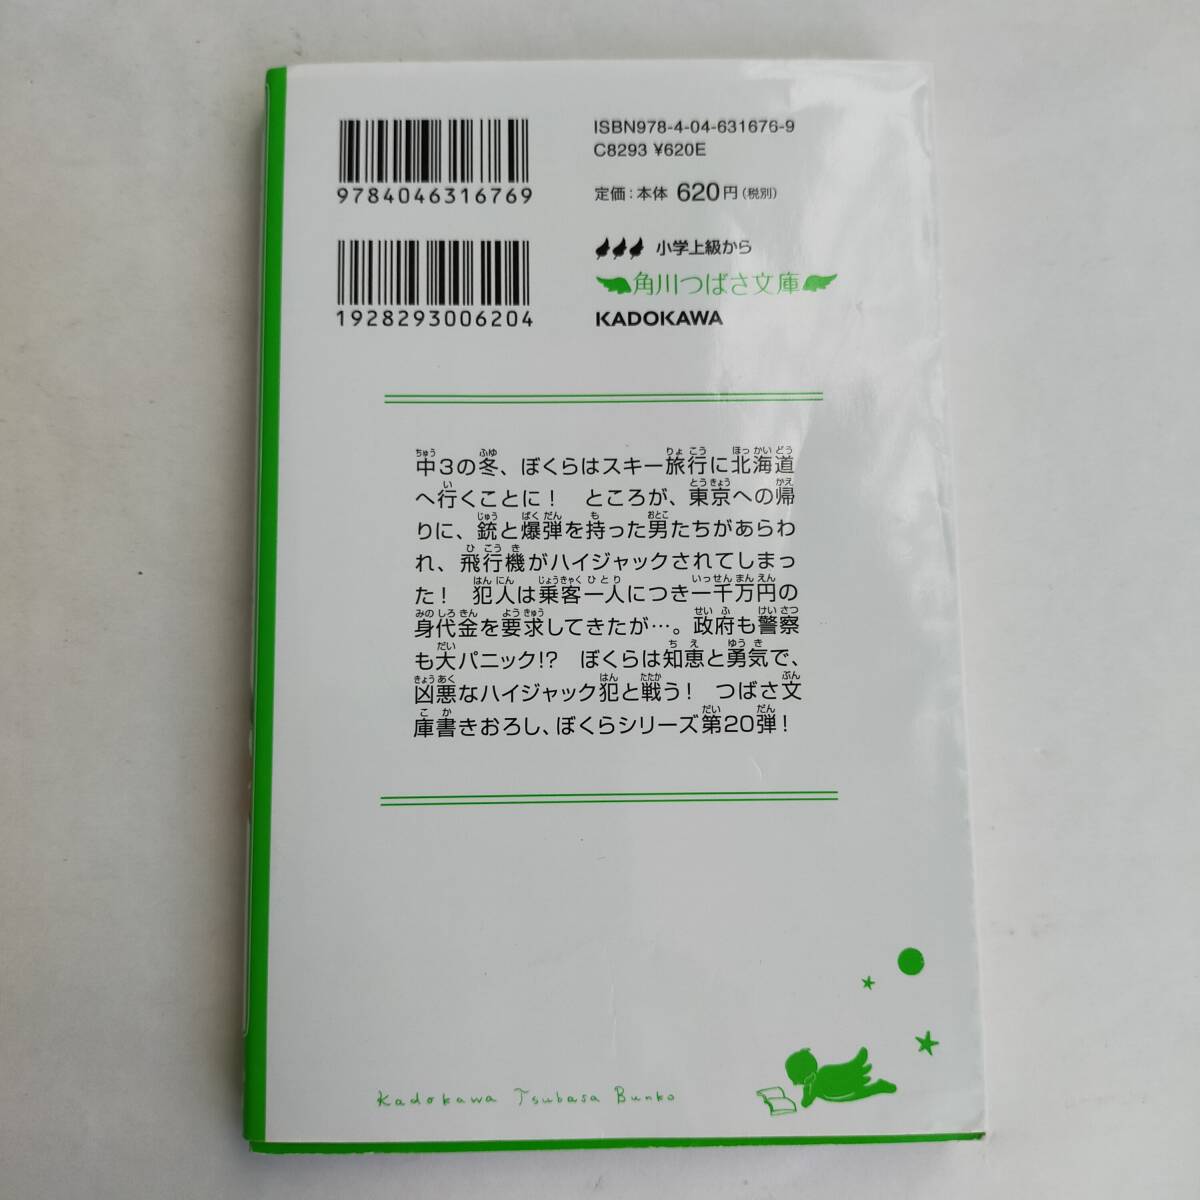 9784046316769
ISBN978-4-04-631676-9
C8293 ¥620E
定価:本体 620円(税別)
1928293006204
小学上級から
角川つばさ文庫
KADOKAWA
中3の冬、ぼくらはスキー旅行に北海道
へ行くことに! ところが、東京への帰
りに、銃と爆弾を持った男たちがあらわ
れ、飛行機がハイジャックされてしまっ
た! 犯人は乗客一人につき一千万円の
身代金を要求してきたが…。政府も警察
も大パニック!? ぼくらは知恵と勇気で、
凶悪なハイジャック犯と戦う! つばさ文
庫書きおろし、ぼくらシリーズ第20弾!
Kadokawa Tsubasa Bunko